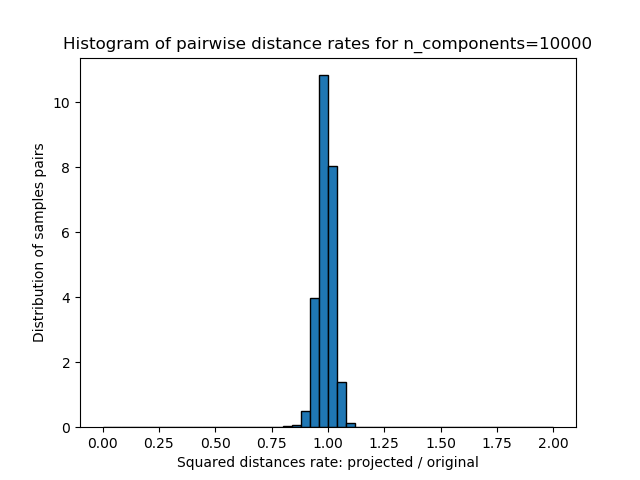 Histogram of pairwise distance rates for n_components=10000
Distribution of samples pairs
10
8
6
4
2
0
0.00 0.25 0.50 0.75 1.00 1.25 1.50 1.75 2.00
Squared distances rate: projected / original